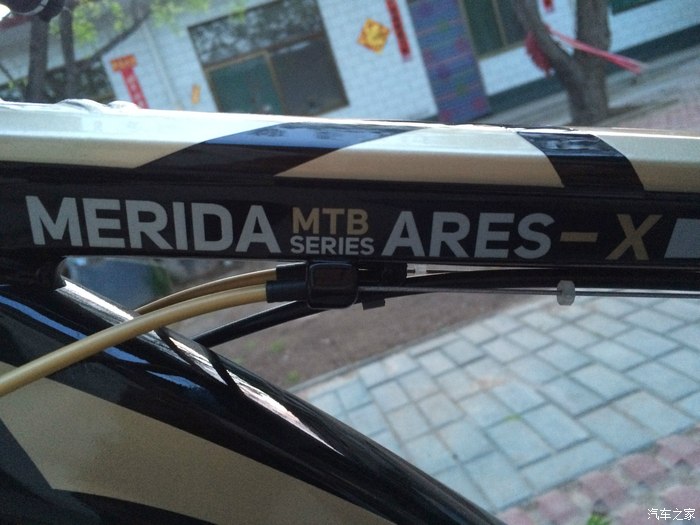 MERIDA MTB SERIES ARES-X
汽车之家